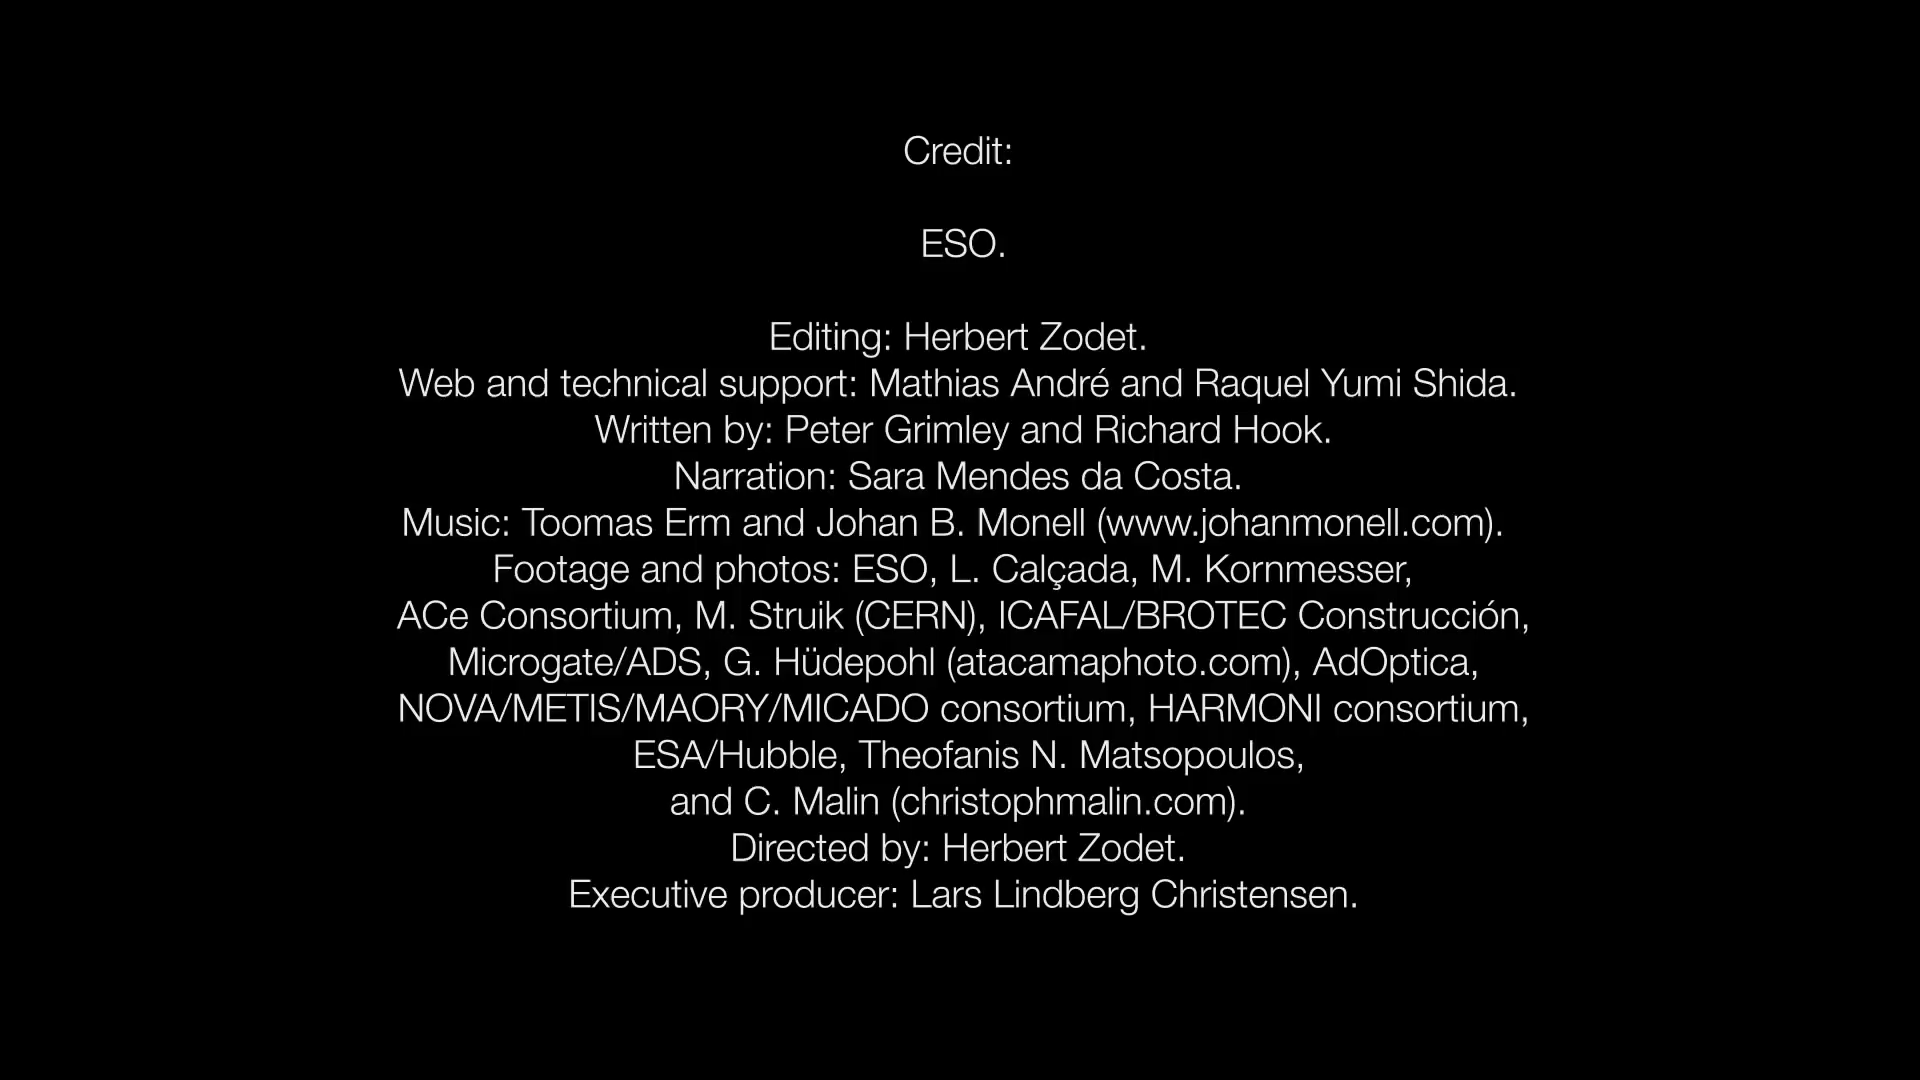 Credit:
ESO.
Editing: Herbert Zodet.
Web and technical support: Mathias André and Raquel Yumi Shida.
Written by: Peter Grimley and Richard Hook.
Narration: Sara Mendes da Costa.
Music: Toomas Erm and Johan B. Monell (www.johanmonell.com).
Footage and photos: ESO, L. Calçada, M. Kornmesser,
ACe Consortium, M. Struik (CERN), ICAFAL/BROTEC Construcción,
Microgate/ADS, G. Hüdepohl (atacamaphoto.com), AdOptica,
NOVA/METIS/MAORY/MICADO consortium, HARMONI consortium,
ESA/Hubble, Theofanis N. Matsopoulos,
and C. Malin (christophmalin.com).
Directed by: Herbert Zodet.
Executive producer: Lars Lindberg Christensen.